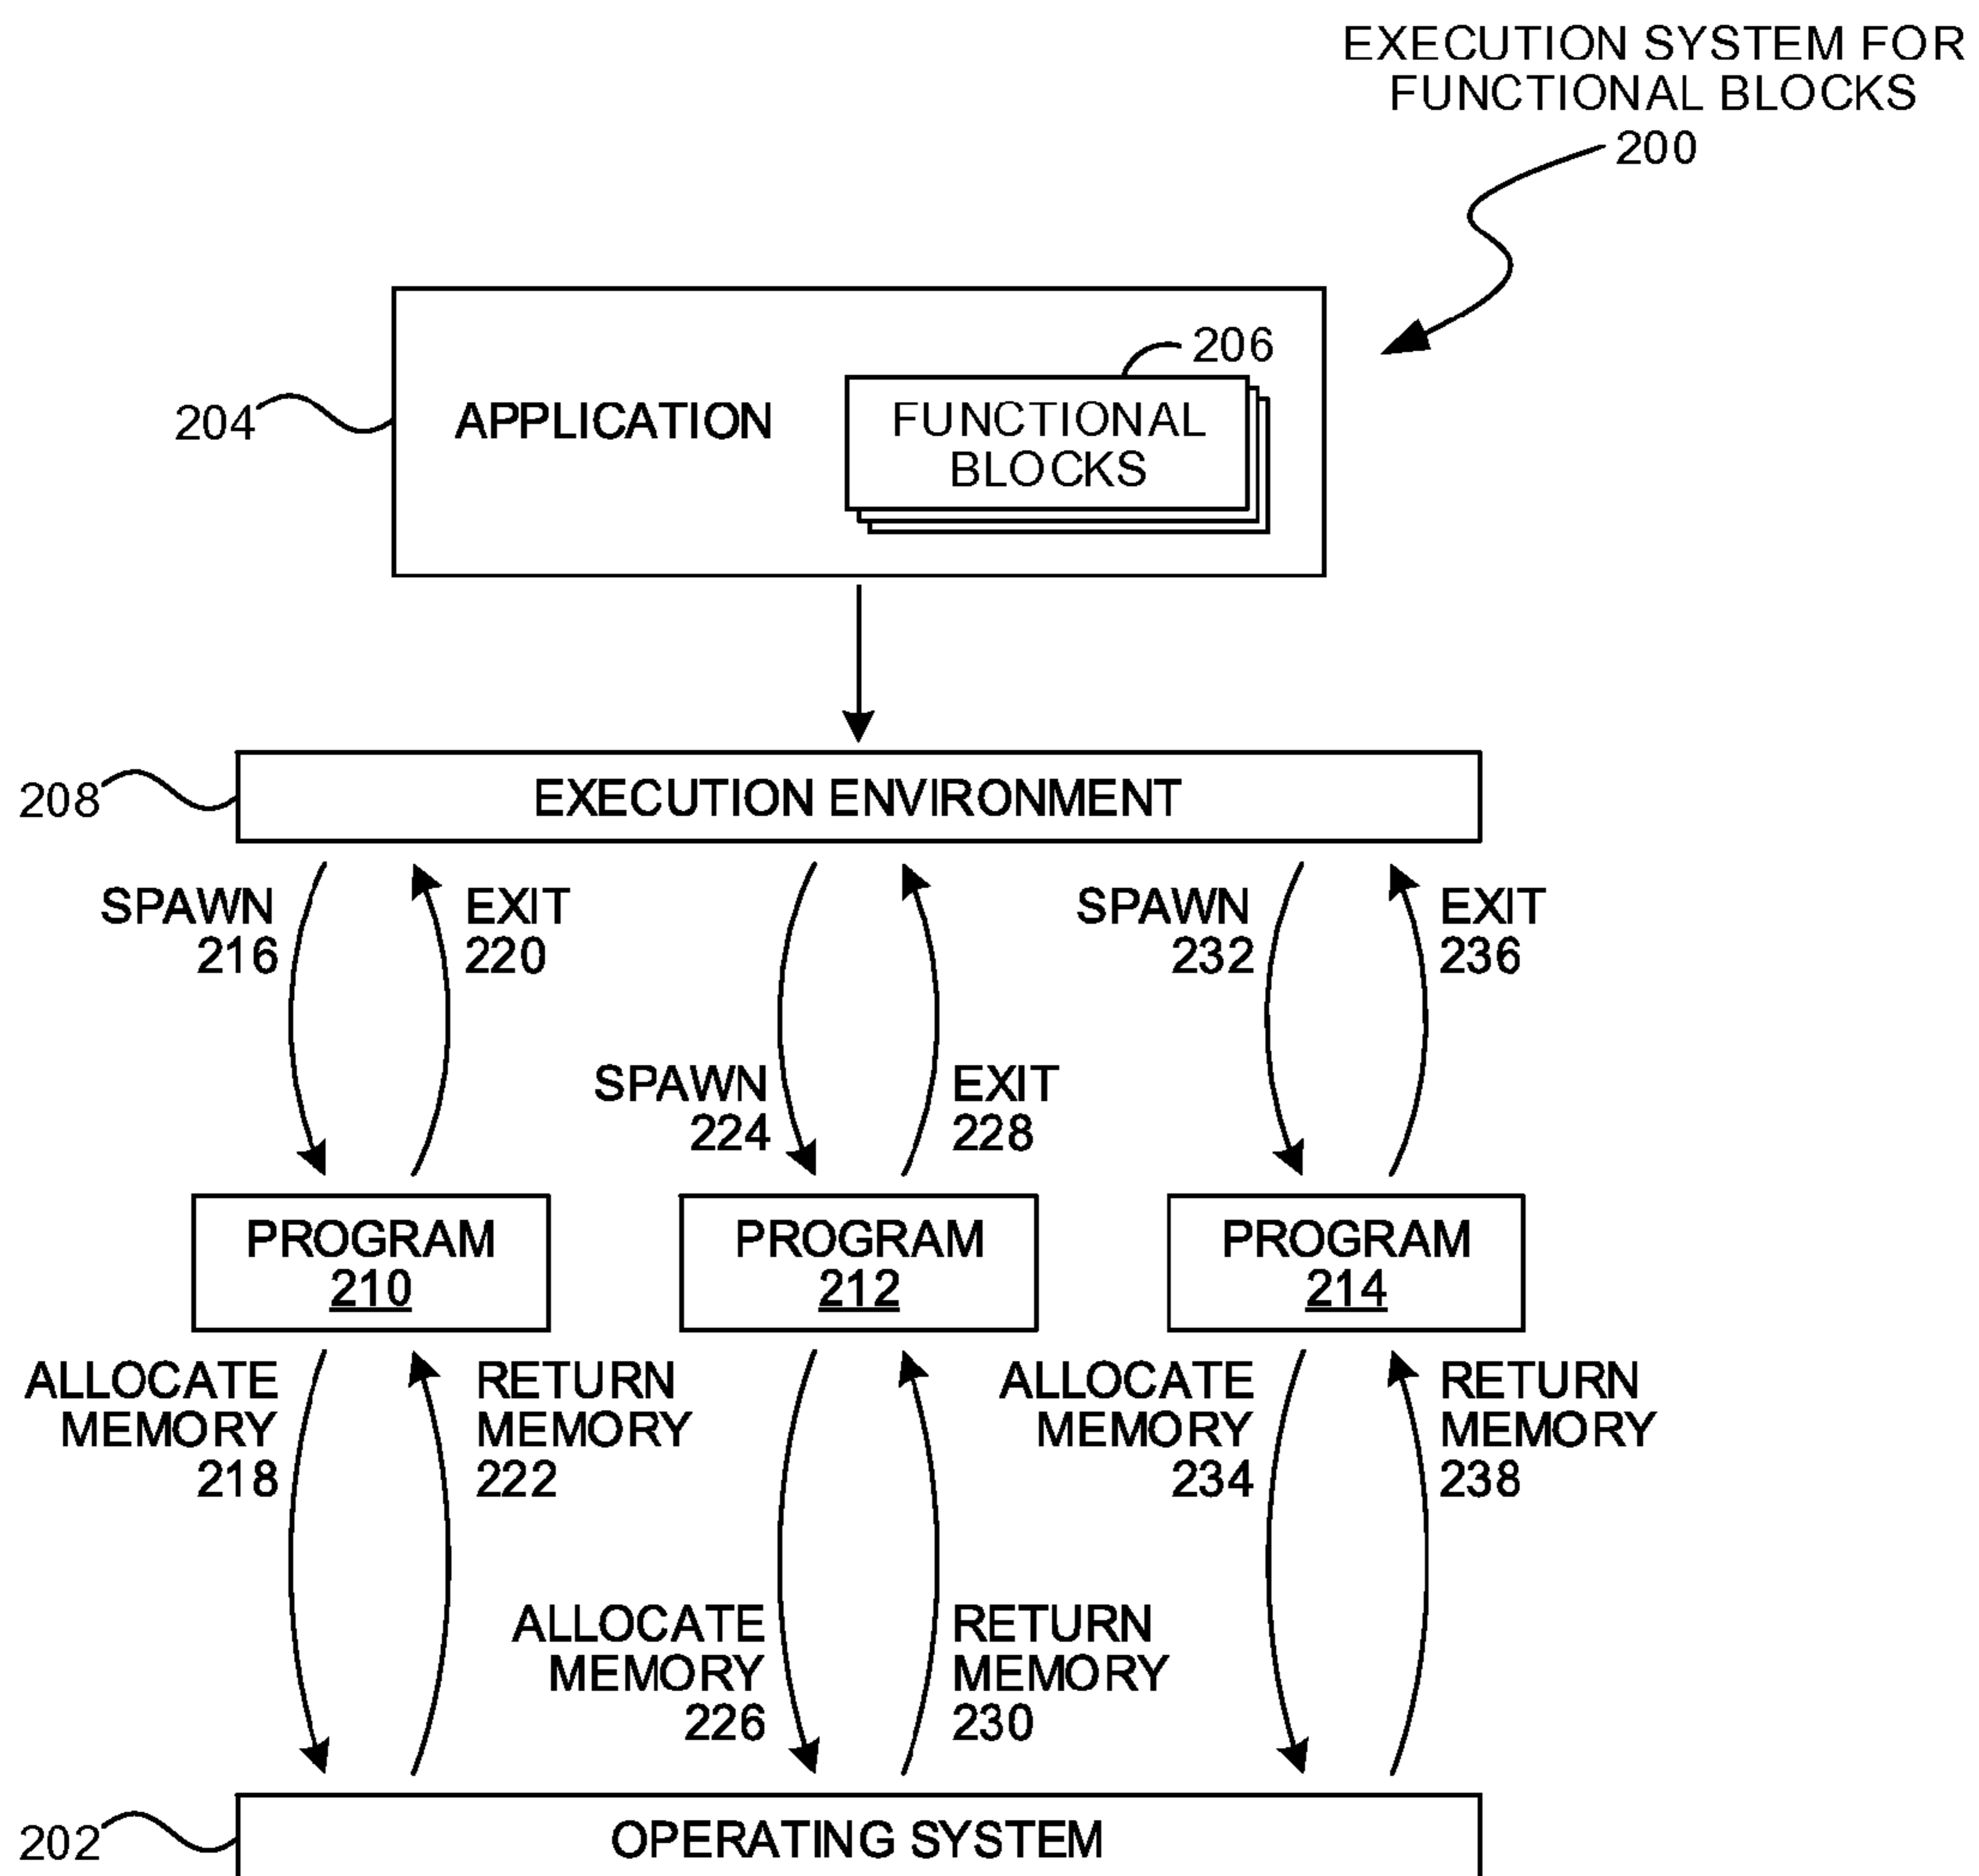 EXECUTION SYSTEM FOR
FUNCTIONAL BLOCKS
200
206
204
APPLICATION
FUNCTIONAL
BLOCKS
208
EXECUTION ENVIRONMENT
SPAWN
216
EXIT
220
SPAWN
224
EXIT
228
SPAWN
232
EXIT
236
PROGRAM
210
PROGRAM
212
PROGRAM
214
ALLOCATE
MEMORY
218
RETURN
MEMORY
222
ALLOCATE
MEMORY
226
RETURN
MEMORY
230
ALLOCATE
MEMORY
234
RETURN
MEMORY
238
202
OPERATING SYSTEM